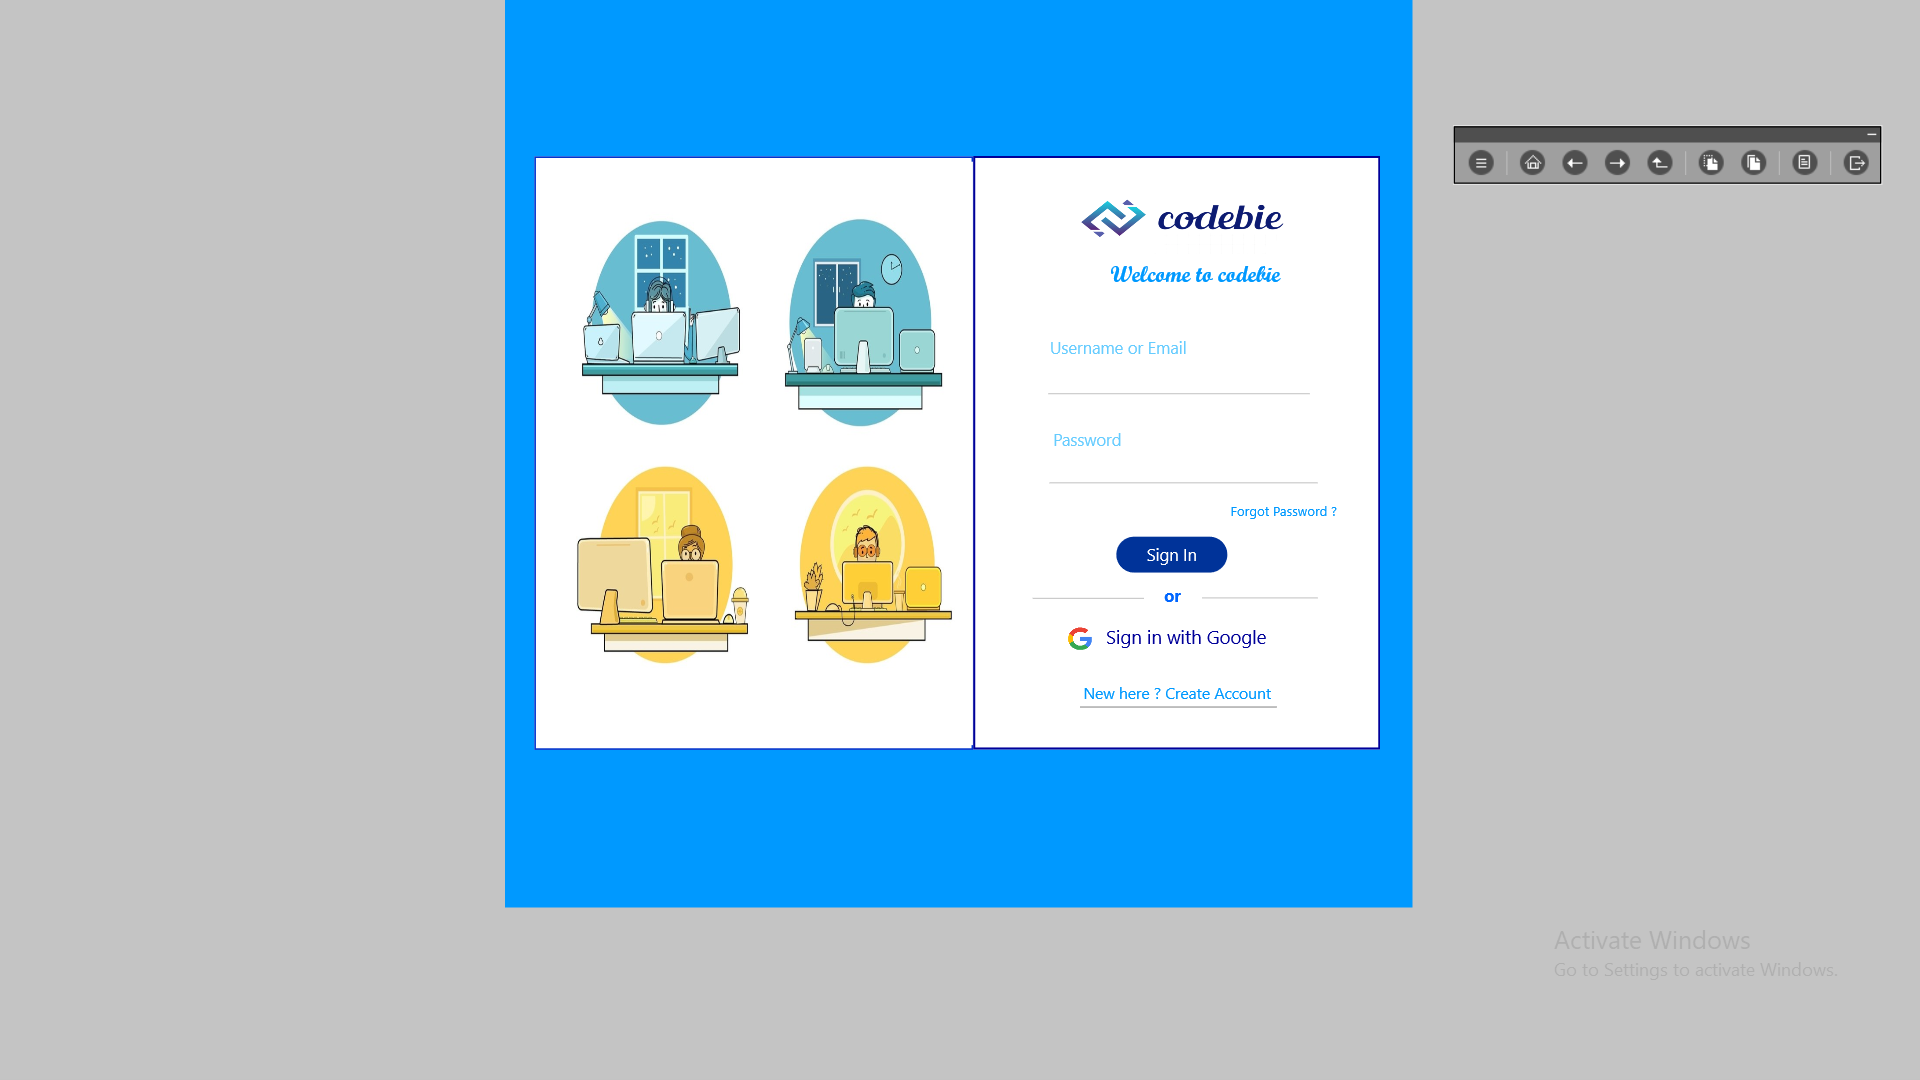 codebie
Welcome to codebie
Username or Email
Password
Forgot Password ?
Sign In
or
Sign in with Google
New here ? Create Account
Activate Windows
Go to Settings to activate Windows.